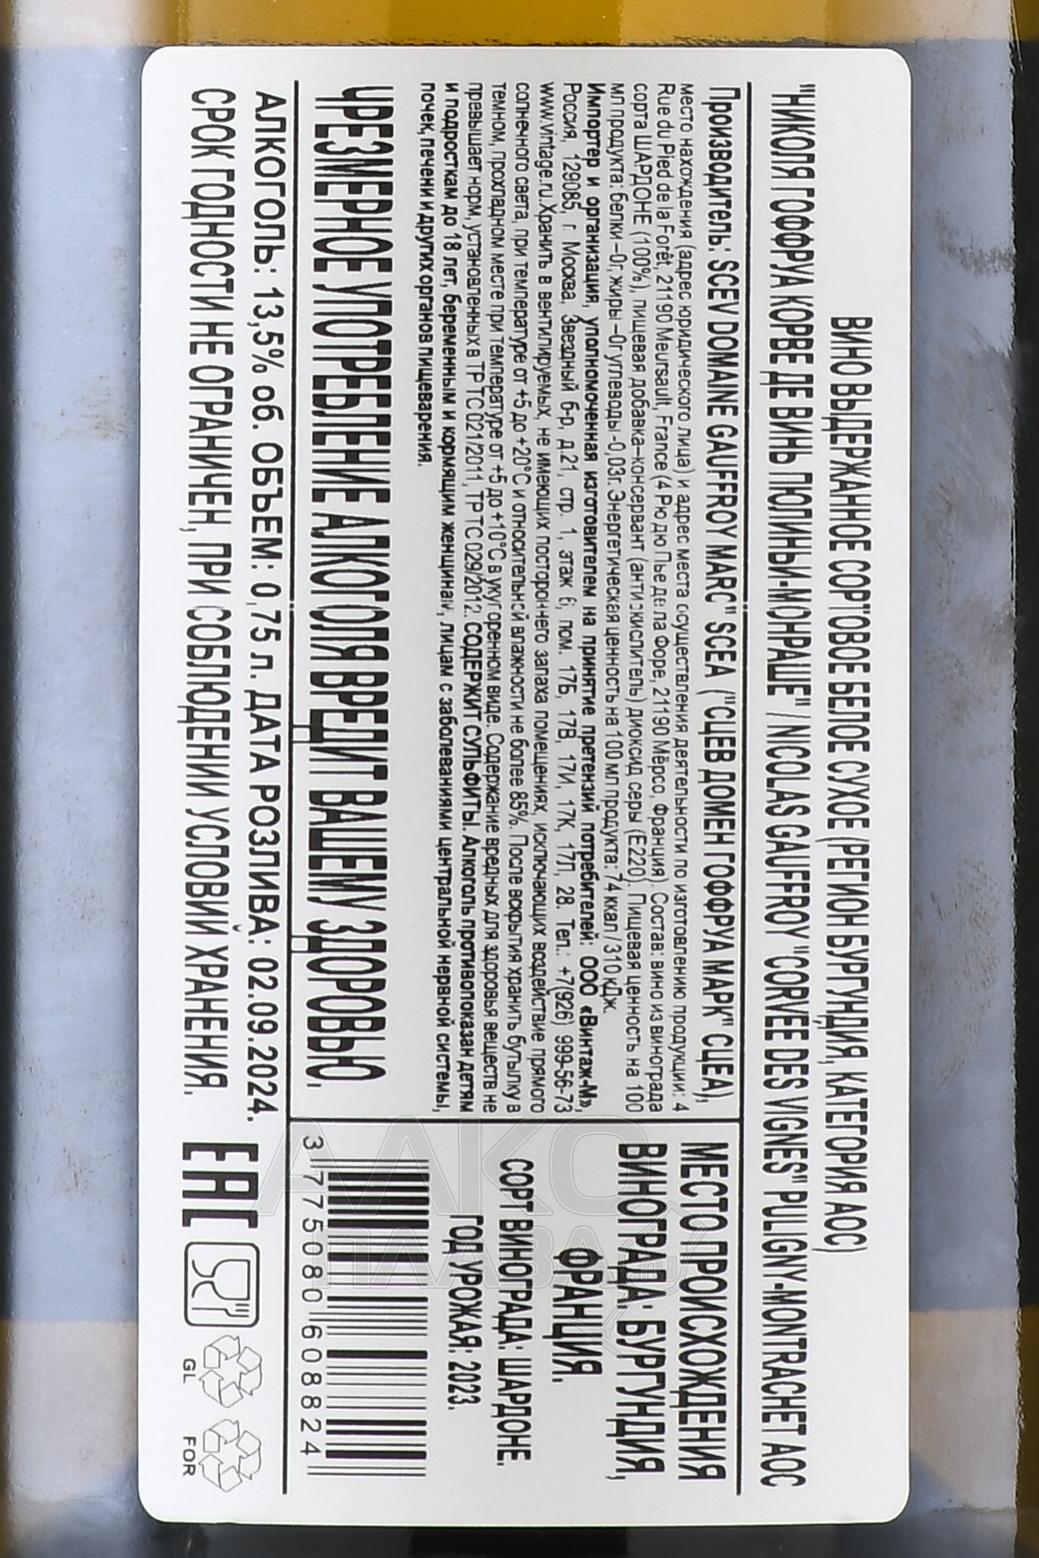 ВИНО ВЫДЕРЖАННОЕ СОРТОВОЕ БЕЛОЕ СУХОЕ (РЕГИОН БУРГУНДИЯ, КАТЕГОРИЯ АОС)
"НИКОЛЯ ГОФФРУА КОРВЕ ДЕ ВИНЬ ПЮЛИНЬИ-МОНРАШЕ" / NICOLAS GAUFFROY "CORVEE DES VIGNES" PULIGNY-MONTRACHET AOC
Производитель: SCEV DOMAINE GAUFFROY MARC" SCEA ("СЦЕВ ДОМЕН ГОФФРУА МАРК" СЦЕА),
место нахождения (адрес юридического лица) и адрес места осуществления деятельности по изготовлению продукции: 4
Rue du Pied de la Forêt, 21190 Meursault, France (4 Рю дю Пье де ла Форе, 21190 Мёрсо, Франция). Состав: вино из винограда
сорта ШАРДОНЕ (100%), пищевая добавка–консервант (антиокислитель) диоксид серы (Е220). Пищевая ценность на 100
мл продукта: белки –0г, жиры –0г углеводы -0,03г. Энергетическая ценность на 100 мл продукта: 74 ккал / 310 кДж.
Импортер и организация, уполномоченная изготовителем на принятие претензий потребителей: ООО «Винтаж-М»,
Россия, 129085, г. Москва, Звездный б-р, д.21, стр. 1, этаж 6, пом. 17Б, 17В, 17И, 17К, 17Л, 28. Тел.: +7(926) 999-56-73
www.vintage.ru.Хранить в вентилируемых, не имеющих постороннего запаха помещениях, исключающих воздействие прямого
солнечного света, при температуре от +5 до +20°С и относительной влажности не более 85%. После вскрытия хранить бутылку в
темном, прохладном месте при температуре от +5 до +10°С в укупоренном виде. Содержание вредных для здоровья веществ не
превышает норм, установленных в ТР ТС 021/2011, ТР ТС 029/2012. СОДЕРЖИТ СУЛЬФИТЫ. Алкоголь противопоказан детям
и подросткам до 18 лет, беременным и кормящим женщинам, лицам с заболеваниями центральной нервной системы,
почек, печени и других органов пищеварения.
ЧРЕЗМЕРНОЕ УПОТРЕБЛЕНИЕ АЛКОГОЛЯ ВРЕДИТ ВАШЕМУ ЗДОРОВЬЮ.
МЕСТО ПРОИСХОЖДЕНИЯ
ВИНОГРАДА: БУРГУНДИЯ,
ФРАНЦИЯ.
СОРТ ВИНОГРАДА: ШАРДОНЕ.
ГОД УРОЖАЯ: 2023.
37750801608824
АЛКОГОЛЬ: 13,5% об. ОБЪЕМ: 0,75 л. ДАТА РОЗЛИВА: 02.09.2024.
СРОК ГОДНОСТИ НЕ ОГРАНИЧЕН, ПРИ СОБЛЮДЕНИИ УСЛОВИЙ ХРАНЕНИЯ.
EAC
GL
FOR